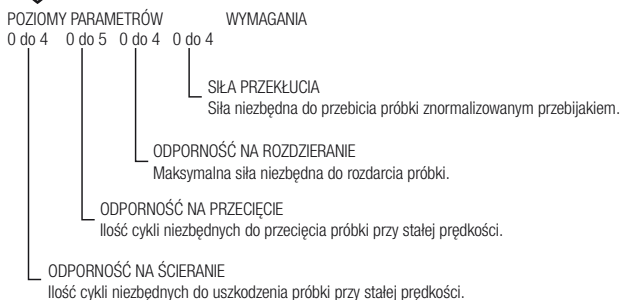 POZIOMY PARAMETRÓW WYMAGANIA
0 do 4 0 do 5 0 do 4 0 do 4
SIŁA PRZEKŁUCIA
Siła niezbędna do przebicia próbki znormalizowanym przebijakiem.
ODPORNOŚĆ NA ROZDZIERANIE
Maksymalna siła niezbędna do rozdarcia próbki.
ODPORNOŚĆ NA PRZECIĘCIE
Ilość cykli niezbędnych do przecięcia próbki przy stałej prędkości.
ODPORNOŚĆ NA ŚCIERANIE
Ilość cykli niezbędnych do uszkodzenia próbki przy stałej prędkości.